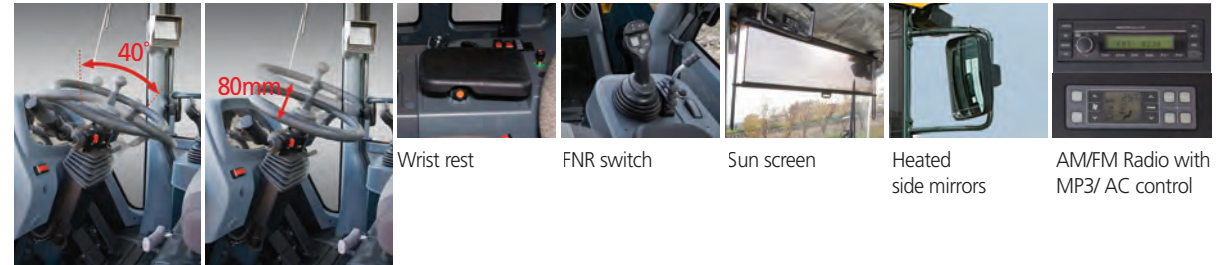 40°
80mm
Wrist rest
FNR switch
Sun screen
Heated
side mirrors
AM/FM Radio with
MP3/ AC control